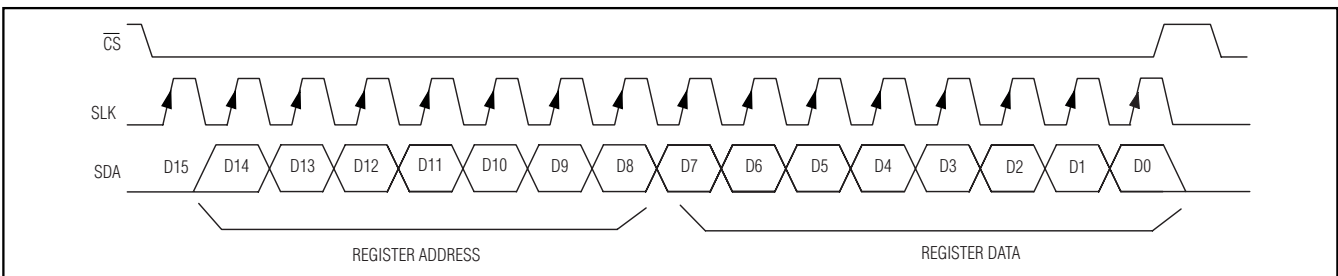 CS
SLK
SDA D15 D14 D13 D12 D11 D10 D9 D8 D7 D6 D5 D4 D3 D2 D1 D0
REGISTER ADDRESS REGISTER DATA